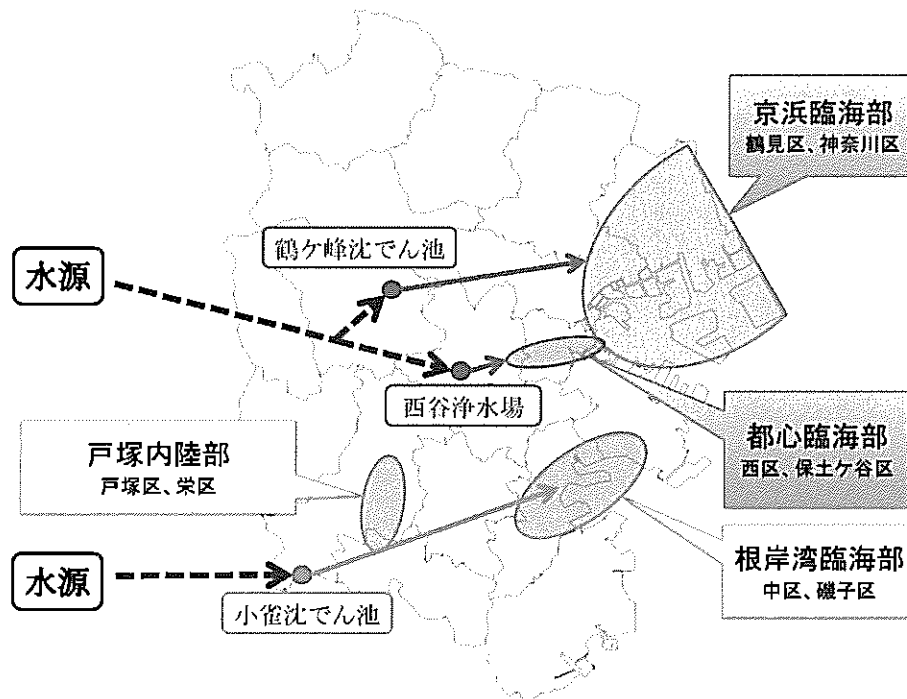 京浜臨海部
鶴見区、神奈川区
鶴ケ峰沈でん池
水源
西谷浄水場
都心臨海部
西区、保土ケ谷区
戸塚内陸部
戸塚区、栄区
根岸湾臨海部
中区、磯子区
水源
小雀沈でん池